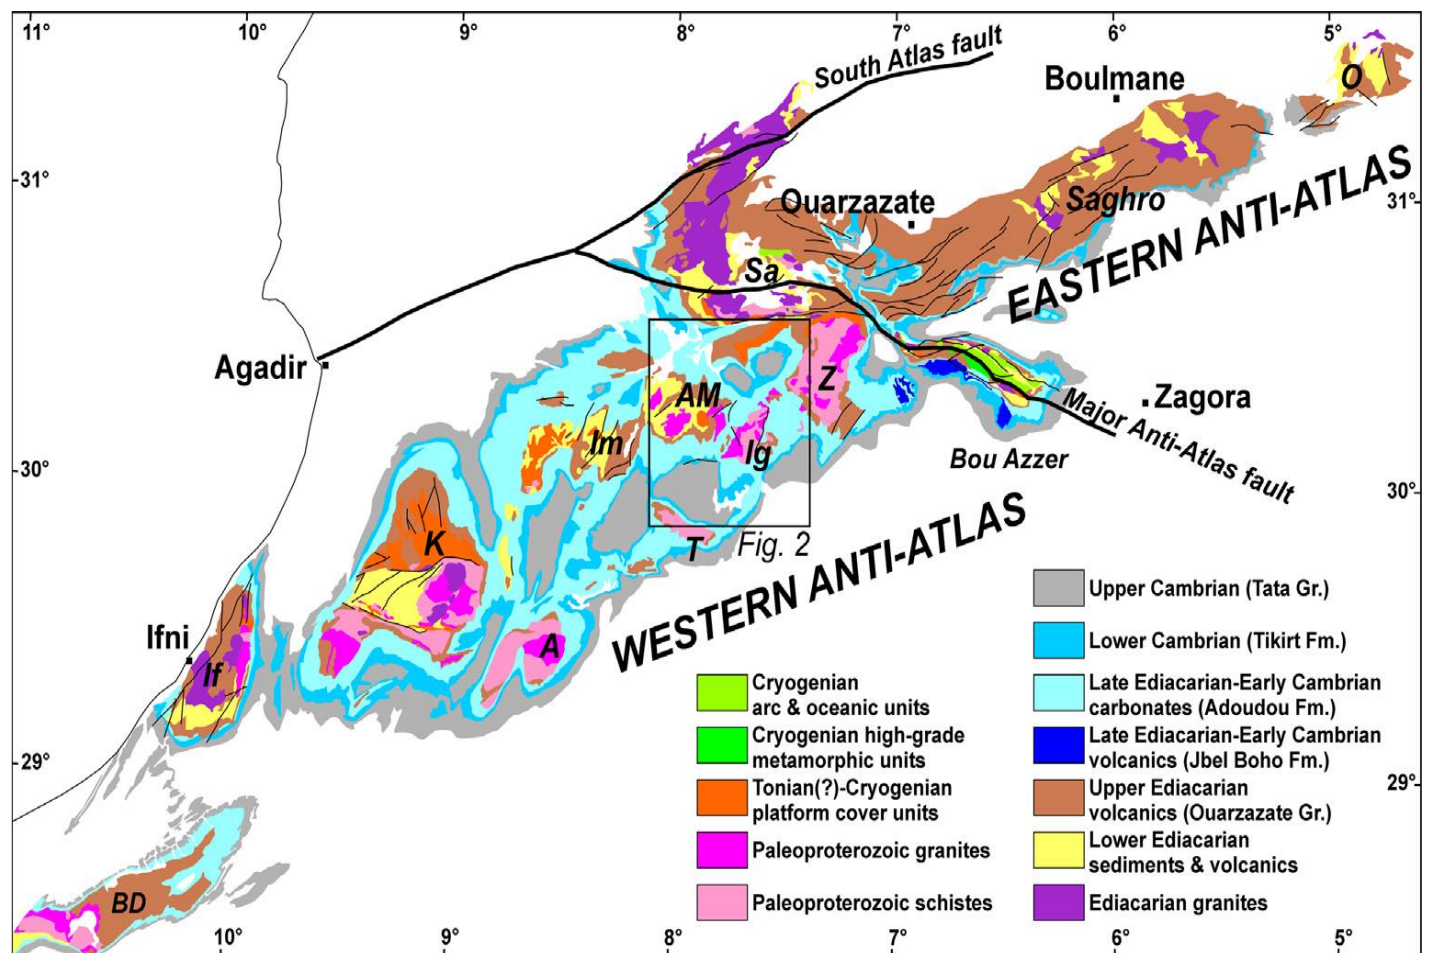 11°
10°
9°
8°
7°
6°
5°
South Atlas fault
Boulmane
O
31°
Ouarzazate
Saghro
31°
EASTERN ANTI-ATLAS
Sa
Agadir
Z
AM
Major Anti-Atlas fault
Zagora
Im
Ig
Bou Azzer
30°
30°
K
T
Fig. 2
WESTERN ANTI-ATLAS
Ifni
If
A
29°
29°
BD
Cryogenian
arc & oceanic units
Cryogenian high-grade
metamorphic units
Tonian(?)-Cryogenian
platform cover units
Paleoproterozoic granites
Paleoproterozoic schistes
Upper Cambrian (Tata Gr.)
Lower Cambrian (Tikirt Fm.)
Late Ediacarian-Early Cambrian
carbonates (Adoudou Fm.)
Late Ediacarian-Early Cambrian
volcanics (Jbel Boho Fm.)
Upper Ediacarian
volcanics (Ouarzazate Gr.)
Lower Ediacarian
sediments & volcanics
Ediacarian granites
10°
9°
8°
7°
6°
5°